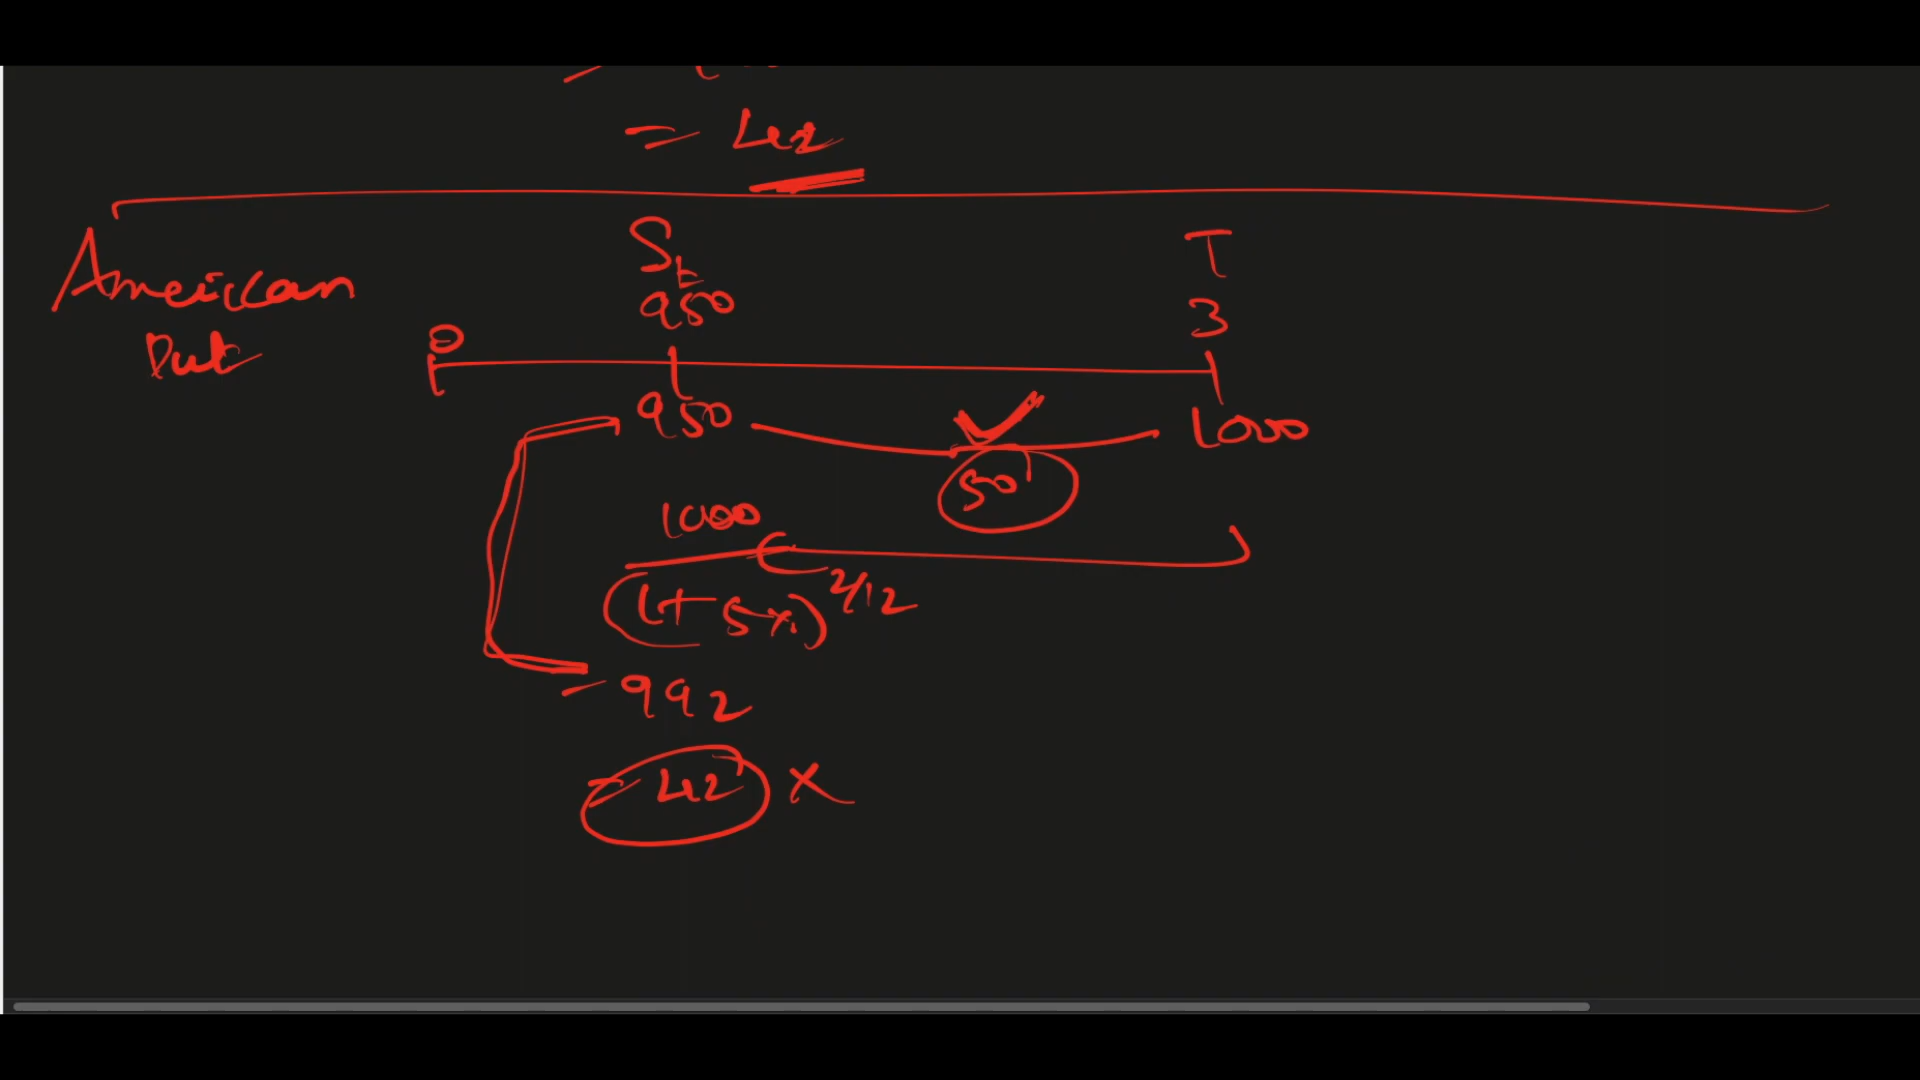 = 42
St T
American 950 3
Put 0
950 1000
50
1000
(1+5%)^2/12
= 992
= 42 X